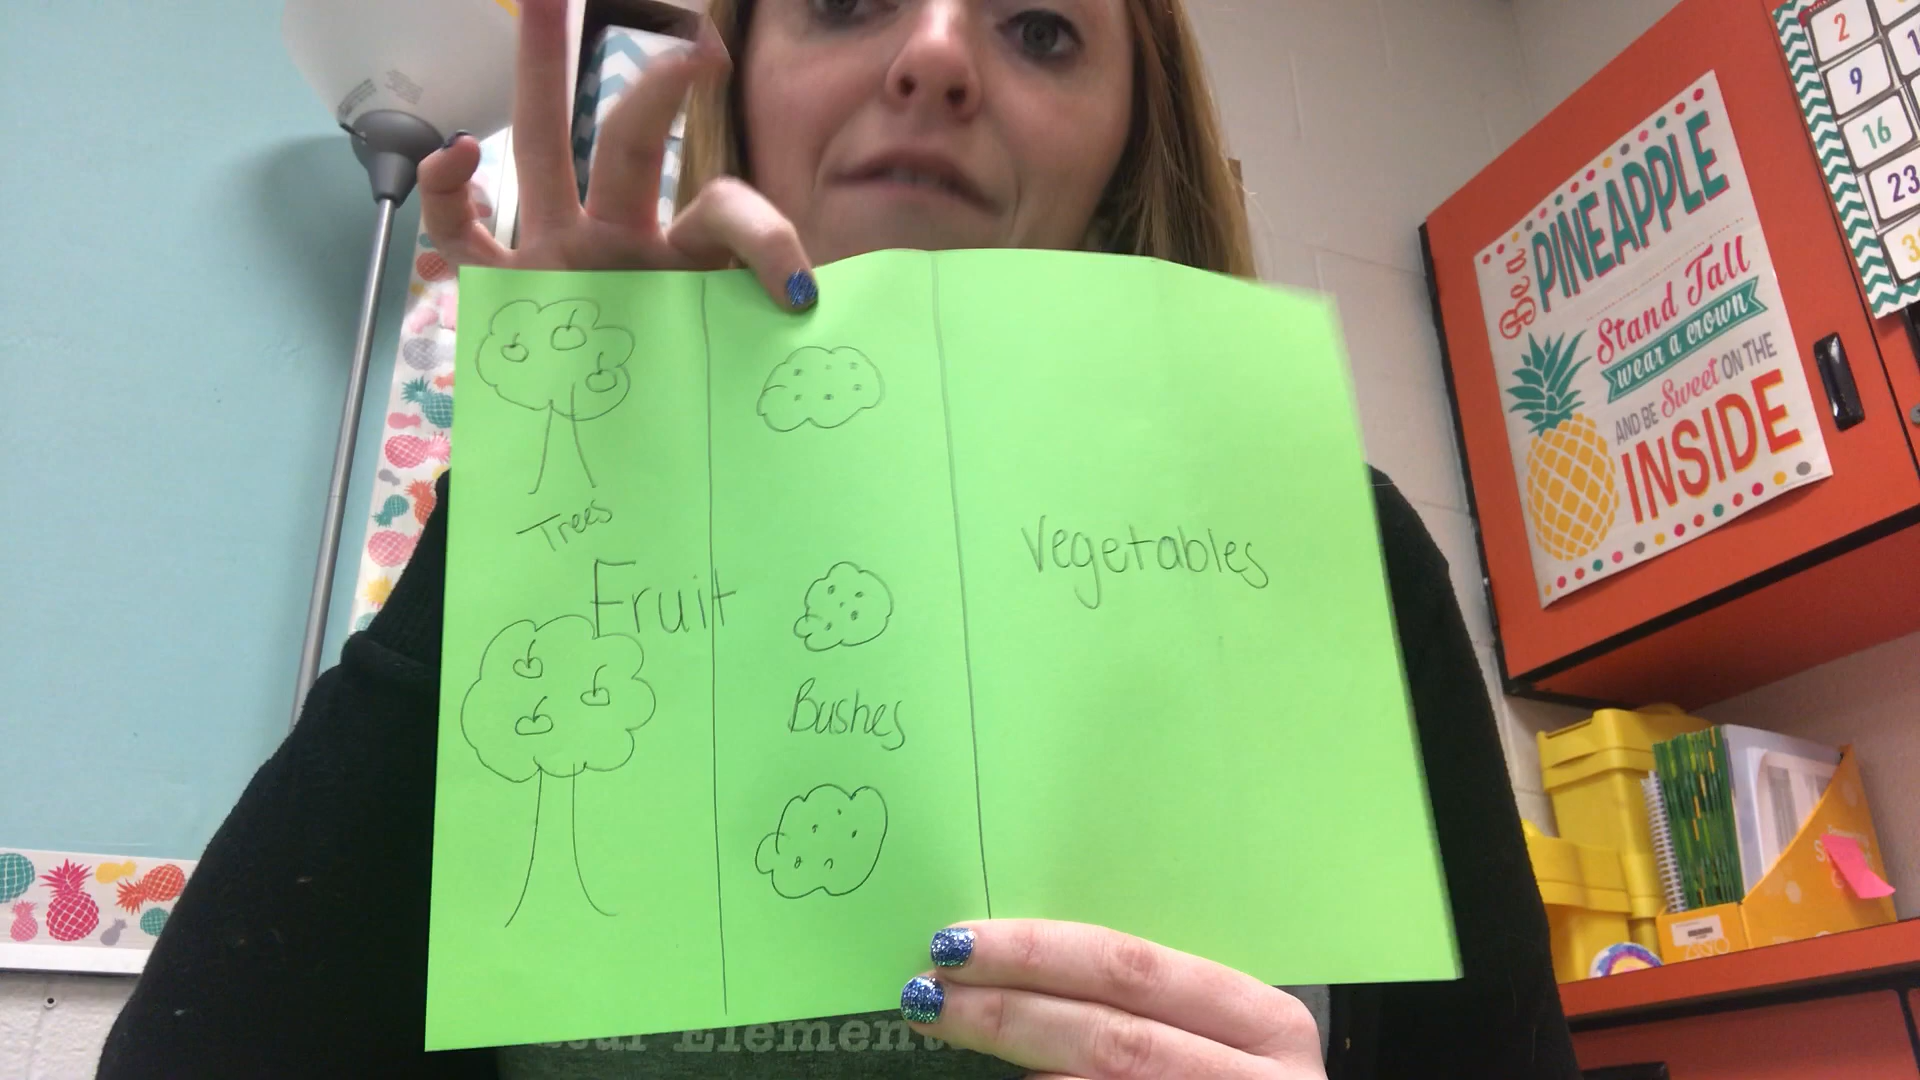 Trees
Fruit
Bushes
Vegetables
Be a
PINEAPPLE
Stand Tall
wear a crown
AND BE Sweet ON THE
INSIDE
2
9
16
23